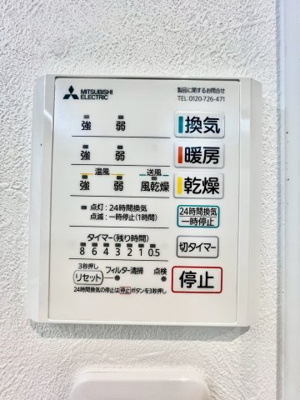 MITSUBISHI
ELECTRIC
製品に関するお問合せ
TEL 0120-726-471
強 弱 換気
強 弱 暖房
温風 送風
強 弱 風乾燥 乾燥
点灯:24時間換気
点滅:一時停止(1時間)
24時間換気
一時停止
タイマー(残り時間)
8 6 4 3 2 1 0.5
切タイマー
3秒押し
リセット フィルター清掃 点検
停止
24時間換気の停止は停止ボタンを3秒押し